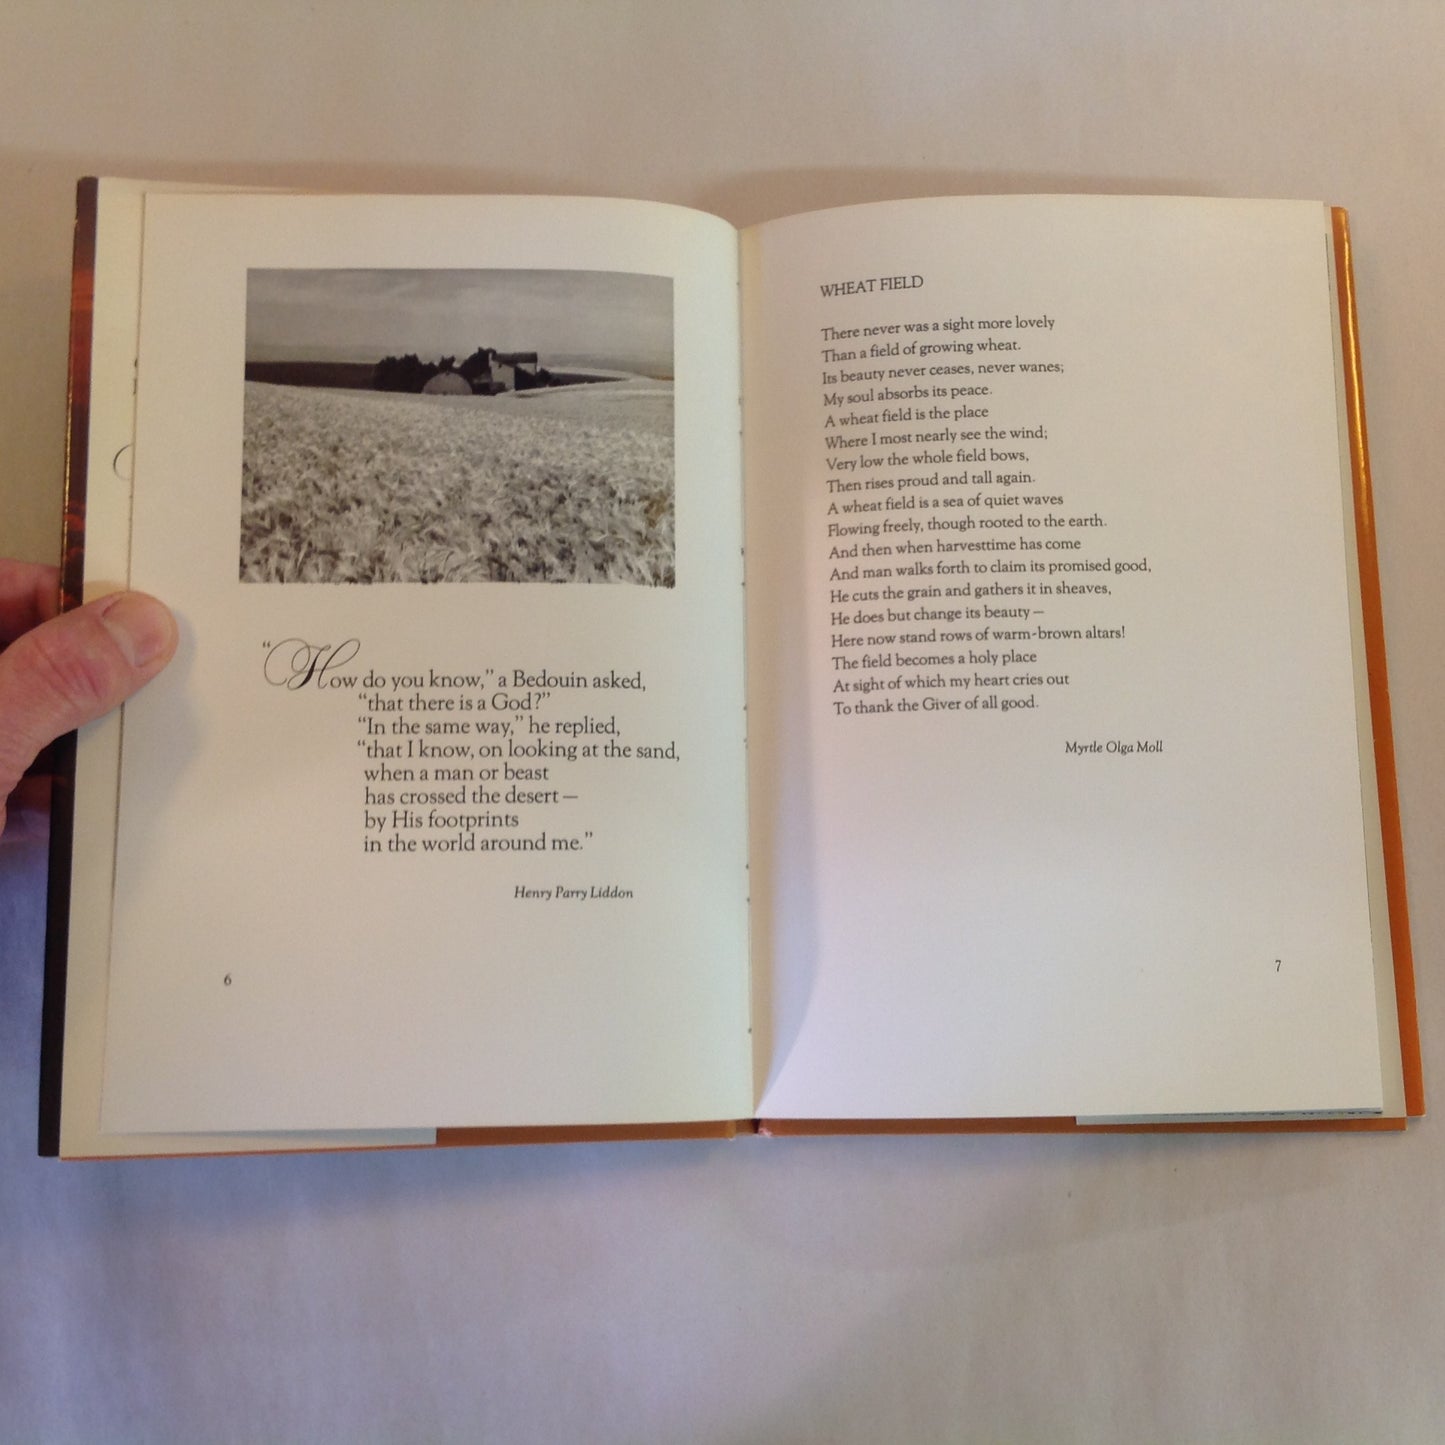 “How do you know,” a Bedouin asked,
“that there is a God?”
“In the same way,” he replied,
“that I know, on looking at the sand,
when a man or beast
has crossed the desert —
by His footprints
in the world around me.”
Henry Parry Liddon
6
WHEAT FIELD
There never was a sight more lovely
Than a field of growing wheat.
Its beauty never ceases, never wanes;
My soul absorbs its peace.
A wheat field is the place
Where I most nearly see the wind;
Very low the whole field bows,
Then rises proud and tall again.
A wheat field is a sea of quiet waves
Flowing freely, though rooted to the earth.
And then when harvesttime has come
And man walks forth to claim its promised good,
He cuts the grain and gathers it in sheaves,
He does but change its beauty —
Here now stand rows of warm-brown altars!
The field becomes a holy place
At sight of which my heart cries out
To thank the Giver of all good.
Myrtle Olga Moll
7